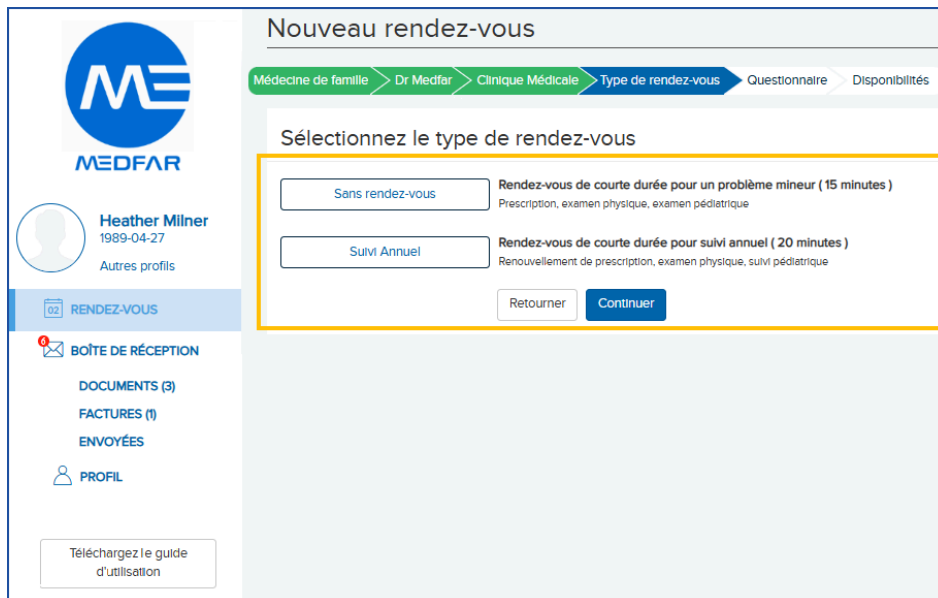 Nouveau rendez-vous
Médecine de famille Dr Medfar Clinique Médicale Type de rendez-vous Questionnaire Disponibilités
ME
MEDFAR
Heather Milner
1989-04-27
Autres profils
02 RENDEZ-VOUS
6 BOÎTE DE RÉCEPTION
DOCUMENTS (3)
FACTURES (1)
ENVOYÉES
PROFIL
Téléchargez le guide
d'utilisation
Sélectionnez le type de rendez-vous
Sans rendez-vous
Rendez-vous de courte durée pour un problème mineur ( 15 minutes )
Prescription, examen physique, examen pédiatrique
Suivi Annuel
Rendez-vous de courte durée pour suivi annuel ( 20 minutes )
Renouvellement de prescription, examen physique, suivi pédiatrique
Retourner Continuer